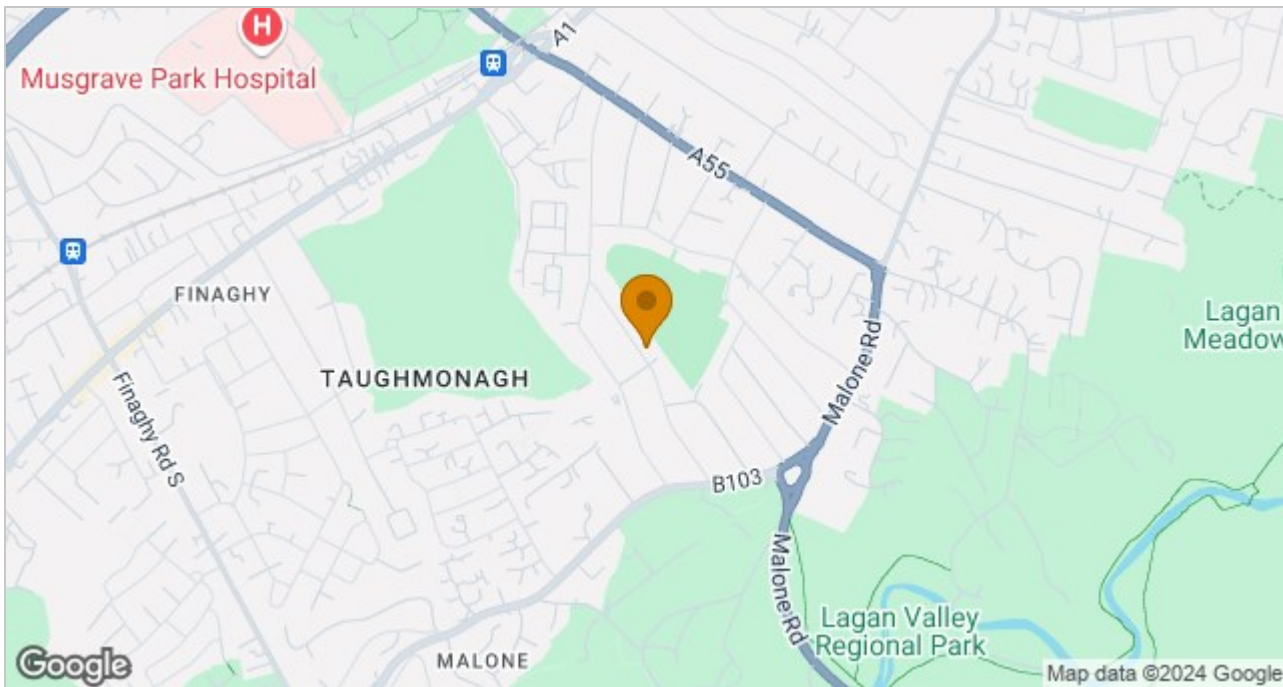 H
Musgrave Park Hospital
A1
A55
FINAGHY
TAUGHMONAGH
Finaghy Rd S
Malone Rd
Lagan
Meadow
B103
Malone Rd
Lagan Valley
Regional Park
MALONE
Google
Map data ©2024 Google